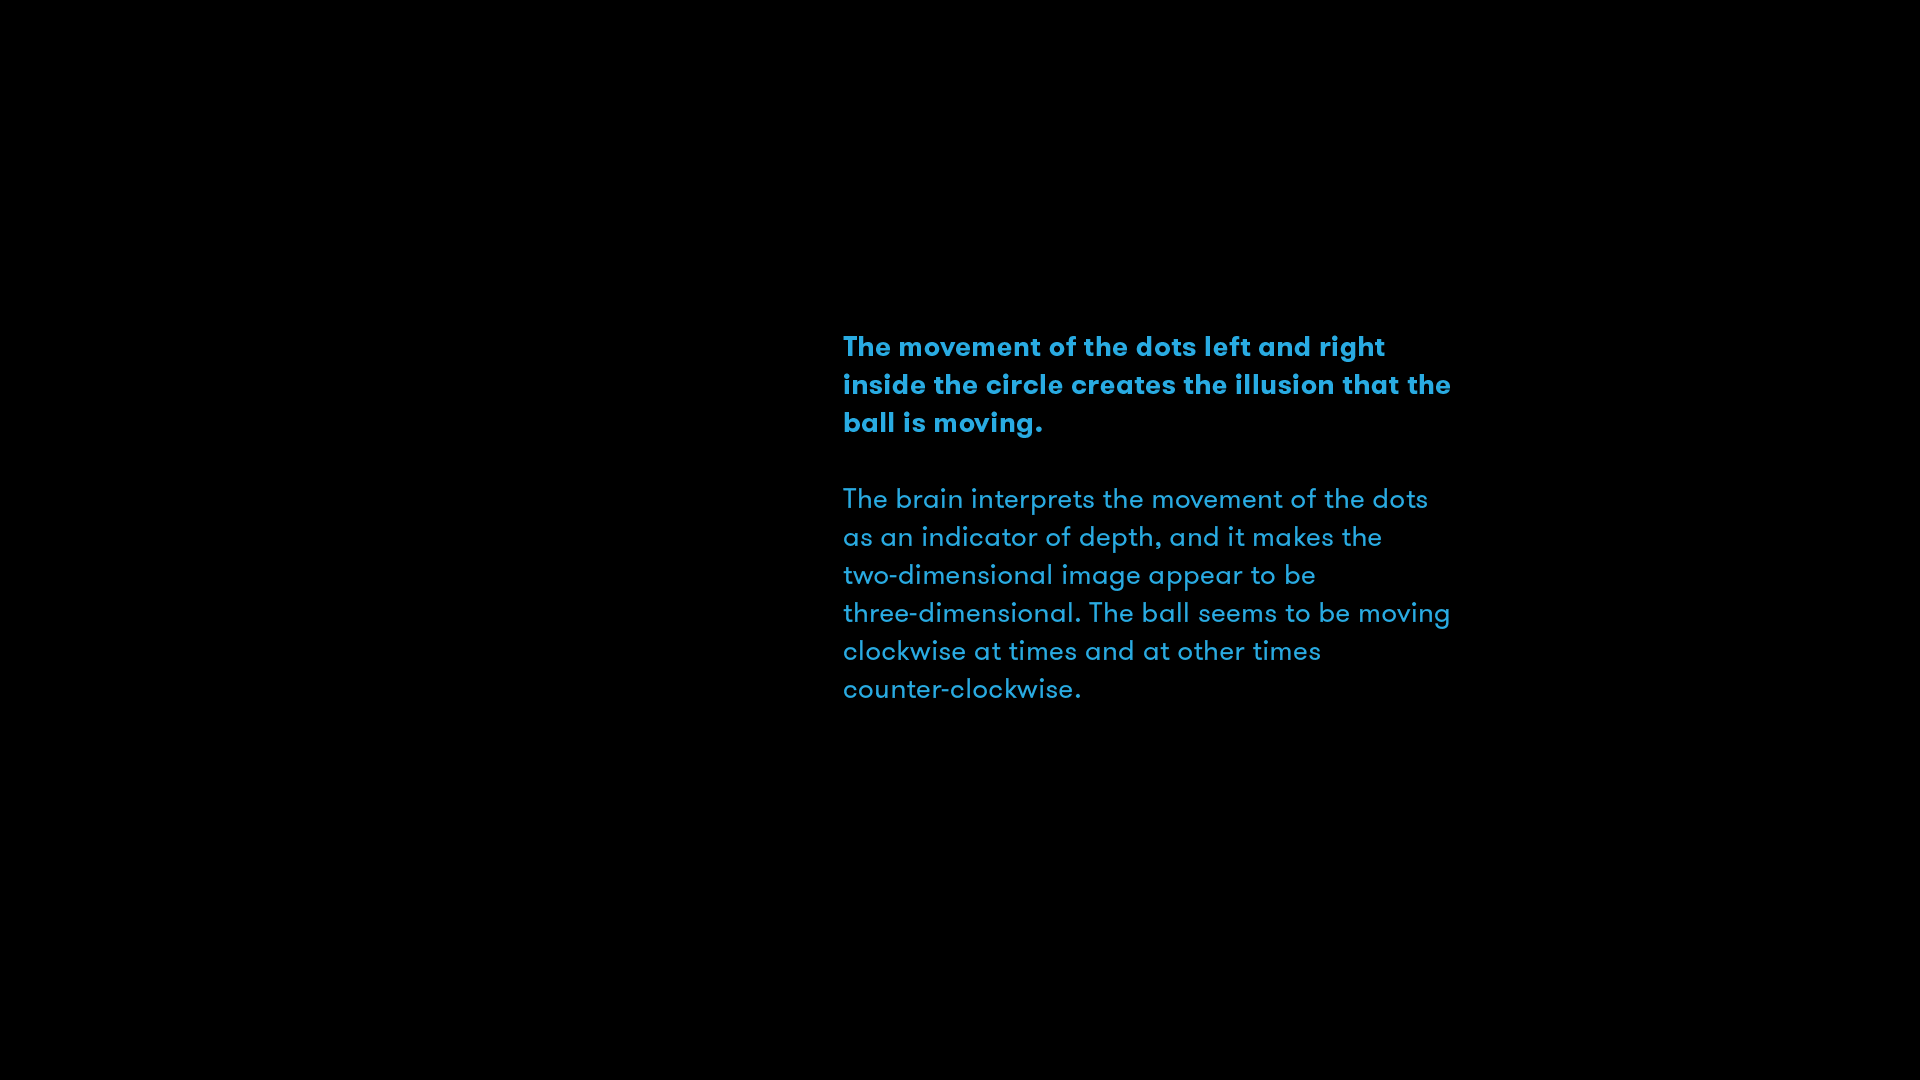 The movement of the dots left and right
inside the circle creates the illusion that the
ball is moving.
The brain interprets the movement of the dots
as an indicator of depth, and it makes the
two-dimensional image appear to be
three-dimensional. The ball seems to be moving
clockwise at times and at other times
counter-clockwise.